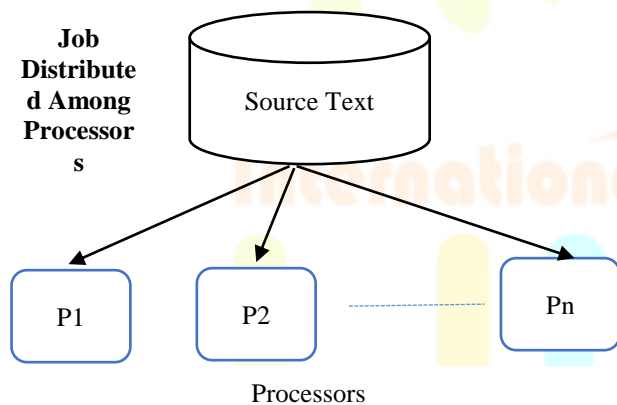 Job
Distribute
d Among
Processor
s
Source Text
P1
P2
Pn
Processors